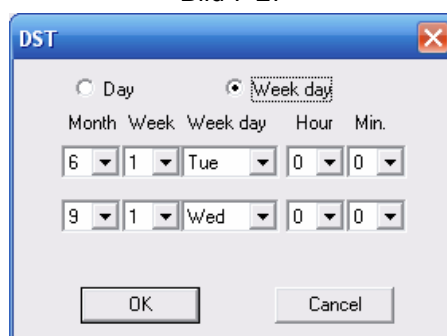 DST
Day Week day
Month Week Week day Hour Min.
6 1 Tue 0 0
9 1 Wed 0 0
OK Cancel